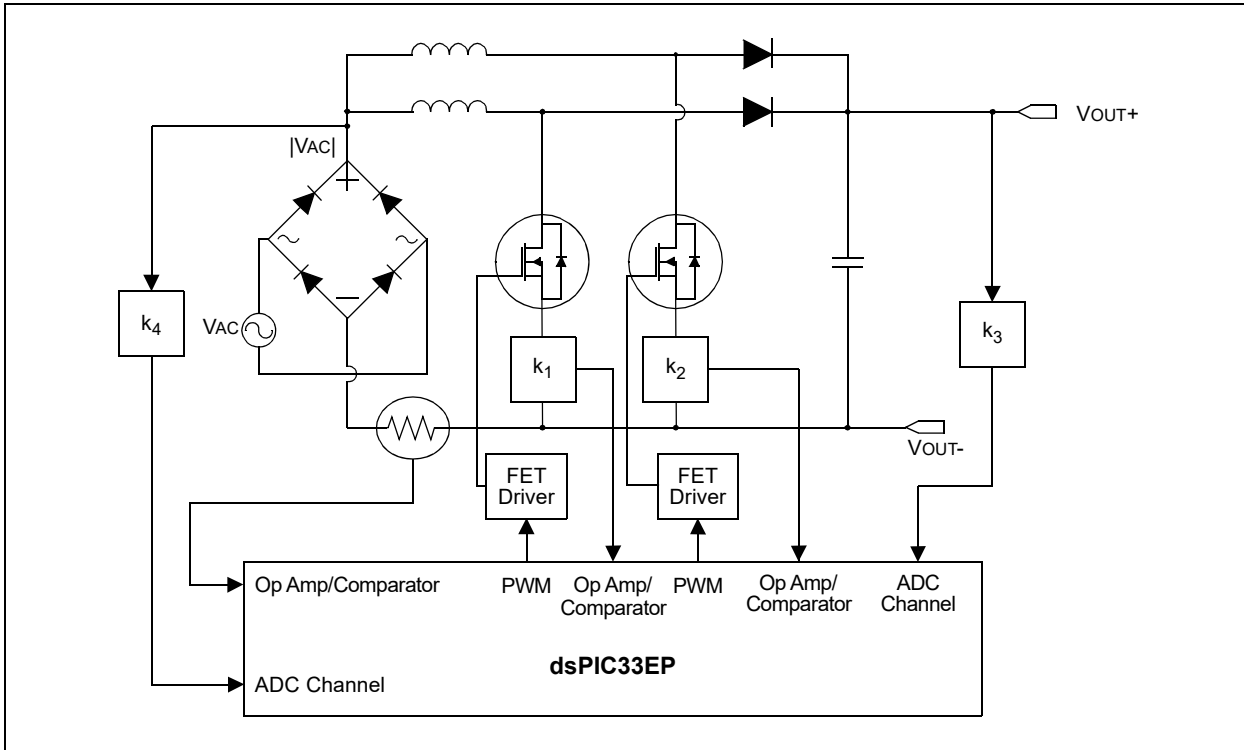 VOUT+
|VAC|
k4
VAC
k1
k2
k3
VOUT-
FET
Driver
FET
Driver
Op Amp/Comparator
PWM
Op Amp/
Comparator
PWM
Op Amp/
Comparator
ADC
Channel
dsPIC33EP
ADC Channel